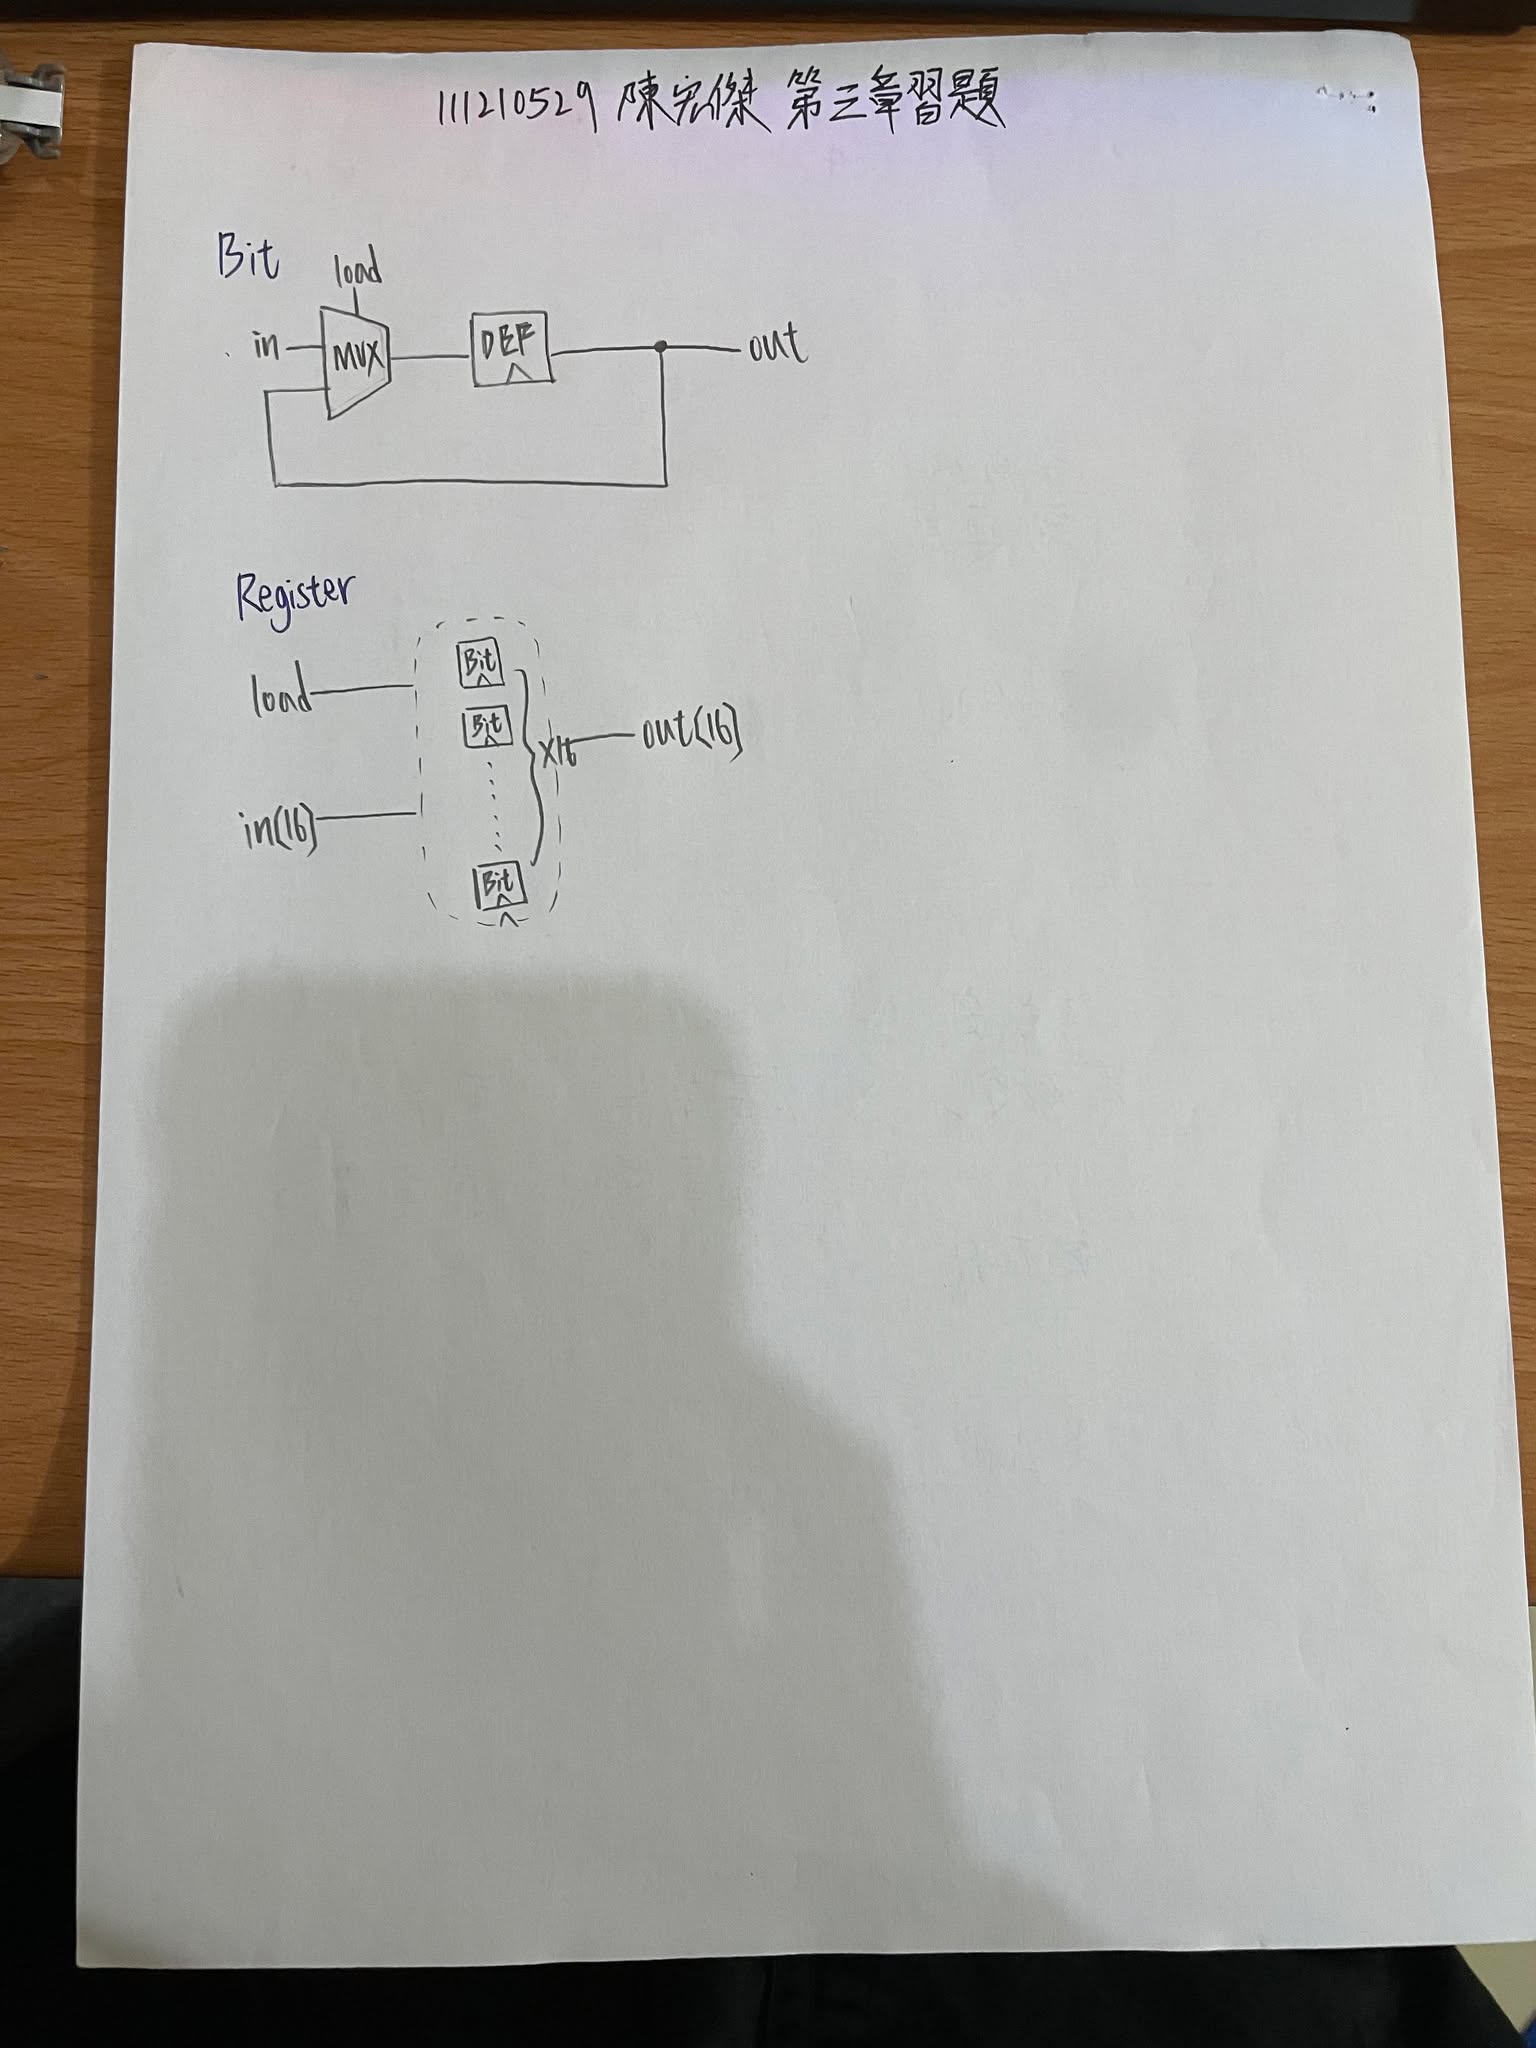 111210529 陳宏傑 第三章習題
Bit
load
in
MUX
DEF
out
Register
load
in[16]
Bit
Bit
Bit
X16
out[16]